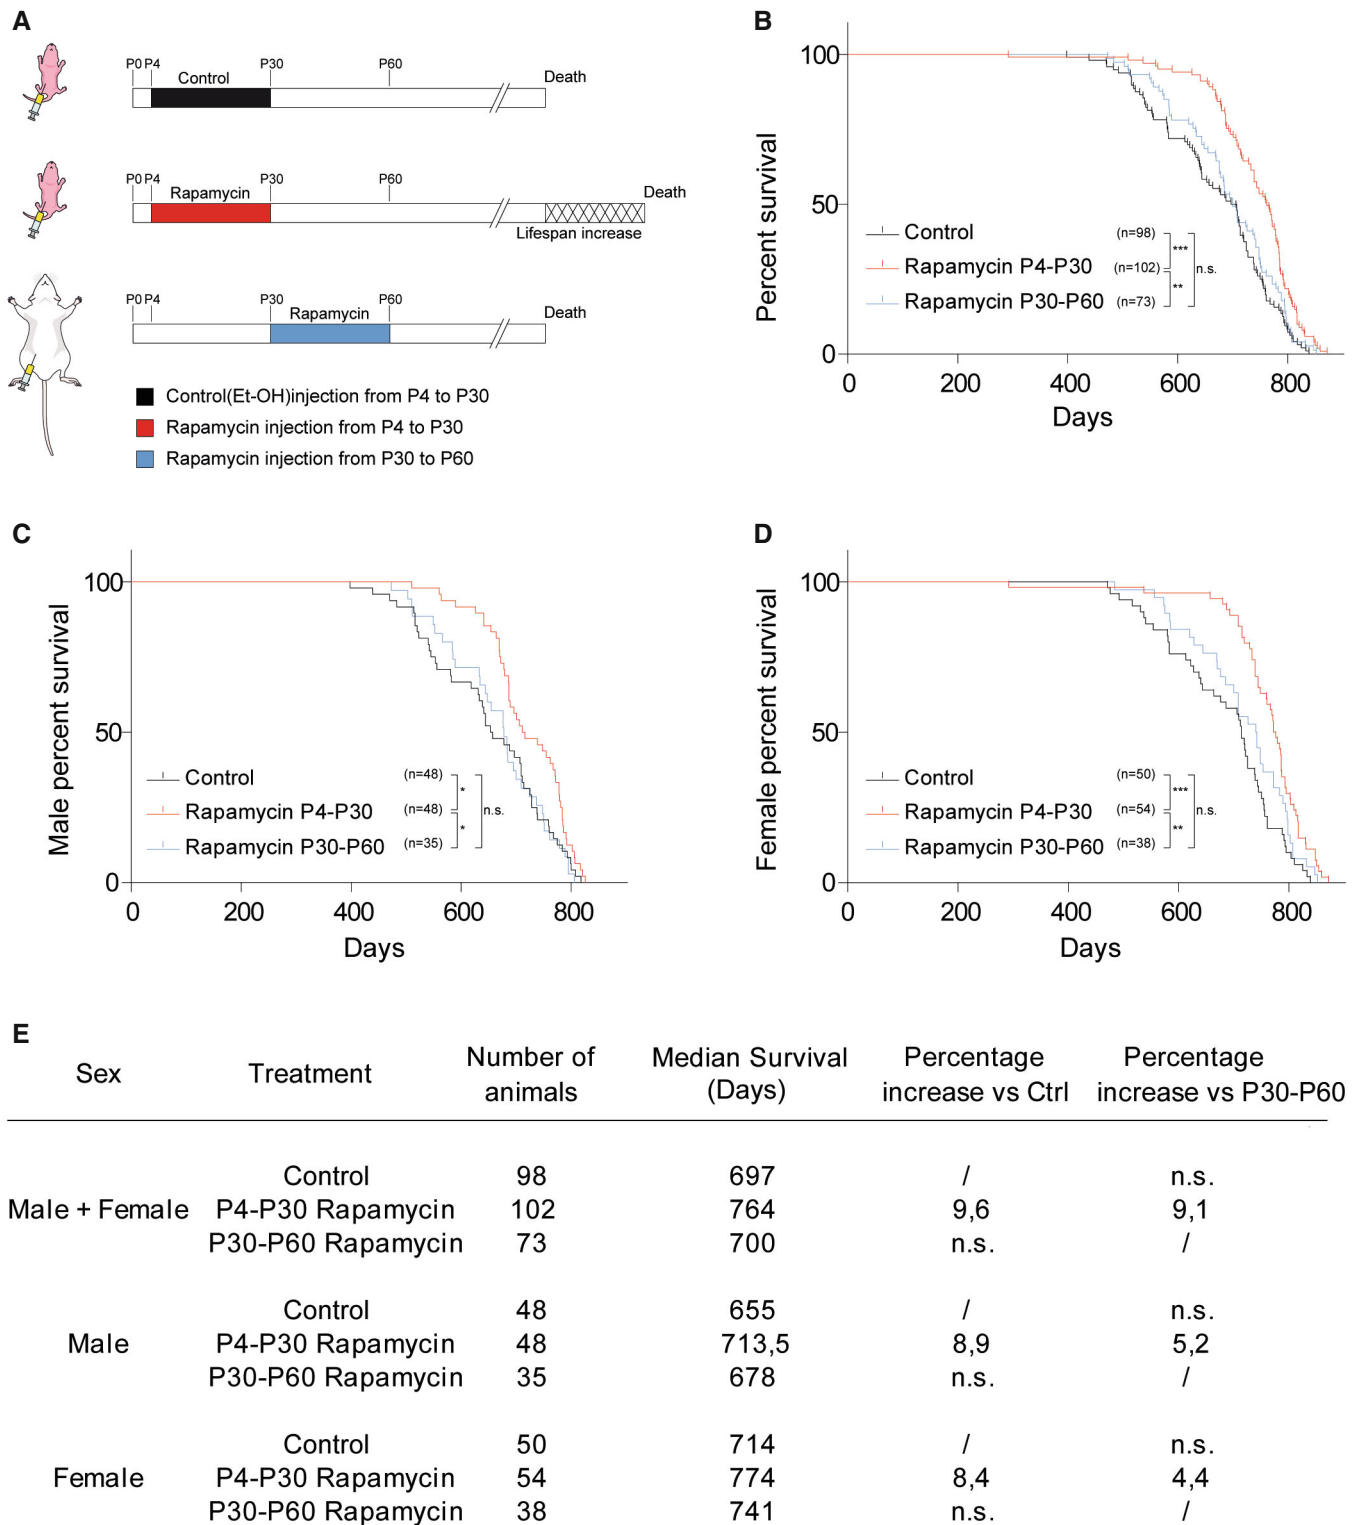 A
P0 P4 P30 P60 Death
Control
P0 P4 P30 P60 Death
Rapamycin
Lifespan increase
P0 P4 P30 P60 Death
Rapamycin
Control(Et-OH)injection from P4 to P30
Rapamycin injection from P4 to P30
Rapamycin injection from P30 to P60
B
Percent survival
100
50
0
Control (n=98)
Rapamycin P4-P30 (n=102)
Rapamycin P30-P60 (n=73)
***
**
n.s.
0 200 400 600 800
Days
C
Male percent survival
100
50
0
Control (n=48)
Rapamycin P4-P30 (n=48)
Rapamycin P30-P60 (n=35)
*
*
n.s.
0 200 400 600 800
Days
D
Female percent survival
100
50
0
Control (n=50)
Rapamycin P4-P30 (n=54)
Rapamycin P30-P60 (n=38)
***
**
n.s.
0 200 400 600 800
Days
E
Sex Treatment Number of animals Median Survival (Days) Percentage increase vs Ctrl Percentage increase vs P30-P60
Control 98 697 / n.s.
Male + Female P4-P30 Rapamycin 102 764 9,6 9,1
P30-P60 Rapamycin 73 700 n.s. /
Control 48 655 / n.s.
Male P4-P30 Rapamycin 48 713,5 8,9 5,2
P30-P60 Rapamycin 35 678 n.s. /
Control 50 714 / n.s.
Female P4-P30 Rapamycin 54 774 8,4 4,4
P30-P60 Rapamycin 38 741 n.s. /